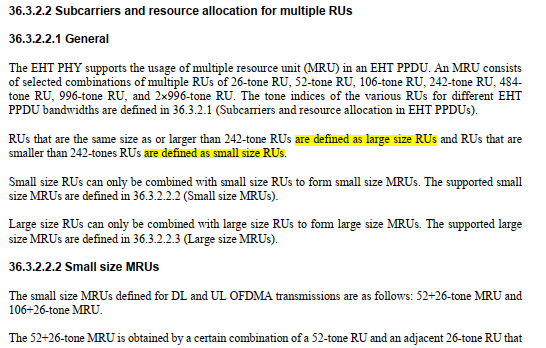 36.3.2.2 Subcarriers and resource allocation for multiple RUs
36.3.2.2.1 General
The EHT PHY supports the usage of multiple resource unit (MRU) in an EHT PPDU. An MRU consists
of selected combinations of multiple RUs of 26-tone RU, 52-tone RU, 106-tone RU, 242-tone RU, 484-
tone RU, 996-tone RU, and 2×996-tone RU. The tone indices of the various RUs for different EHT
PPDU bandwidths are defined in 36.3.2.1 (Subcarriers and resource allocation in EHT PPDUs).
RUs that are the same size as or larger than 242-tone RUs are defined as large size RUs and RUs that are
smaller than 242-tones RUs are defined as small size RUs.
Small size RUs can only be combined with small size RUs to form small size MRUs. The supported small
size MRUs are defined in 36.3.2.2.2 (Small size MRUs).
Large size RUs can only be combined with large size RUs to form large size MRUs. The supported large
size MRUs are defined in 36.3.2.2.3 (Large size MRUs).
36.3.2.2.2 Small size MRUs
The small size MRUs defined for DL and UL OFDMA transmissions are as follows: 52+26-tone MRU and
106+26-tone MRU.
The 52+26-tone MRU is obtained by a certain combination of a 52-tone RU and an adjacent 26-tone RU that